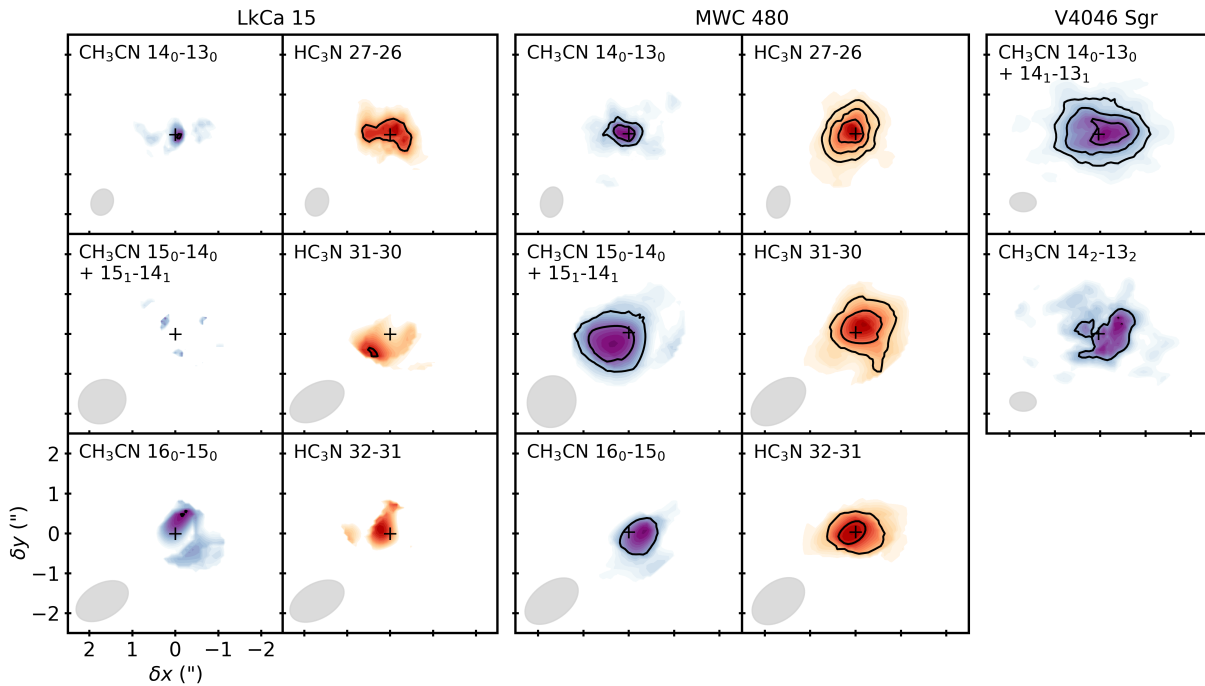 LkCa 15
MWC 480
V4046 Sgr
CH₃CN 14₀-13₀
HC₃N 27-26
CH₃CN 14₀-13₀
HC₃N 27-26
CH₃CN 14₀-13₀
+ 14₁-13₁
CH₃CN 15₀-14₀
+ 15₁-14₁
HC₃N 31-30
CH₃CN 15₀-14₀
+ 15₁-14₁
HC₃N 31-30
CH₃CN 14₂-13₂
CH₃CN 16₀-15₀
HC₃N 32-31
CH₃CN 16₀-15₀
HC₃N 32-31
2
1
0
−1
−2
δy (")
2 1 0 −1 −2
δx (")